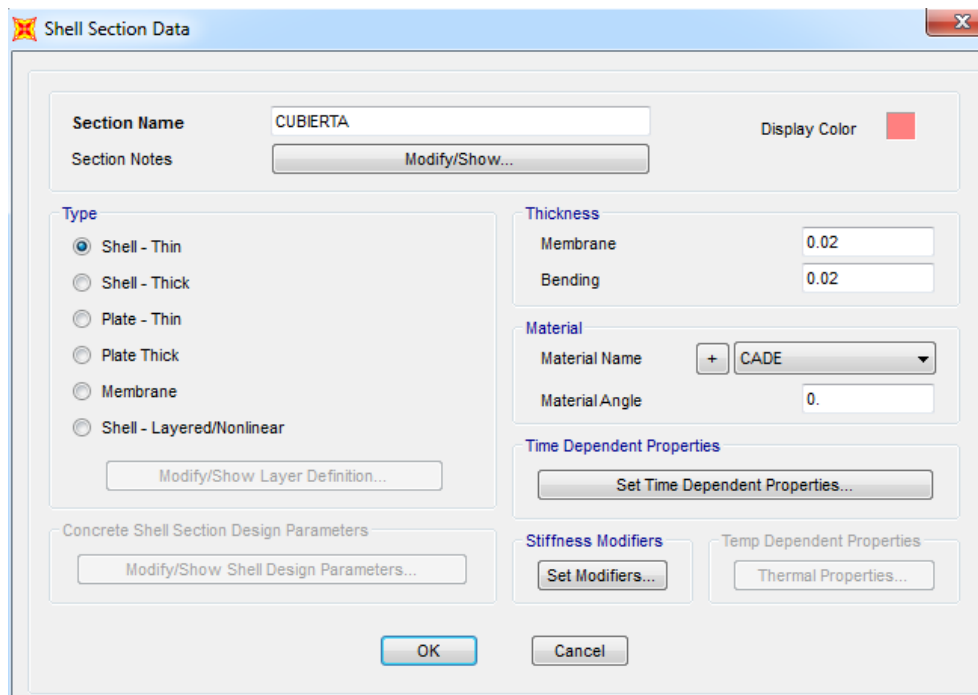 Shell Section Data
Section Name
CUBIERTA
Display Color
Section Notes
Modify/Show...
Type
Shell - Thin
Shell - Thick
Plate - Thin
Plate Thick
Membrane
Shell - Layered/Nonlinear
Modify/Show Layer Definition...
Concrete Shell Section Design Parameters
Modify/Show Shell Design Parameters...
Thickness
Membrane
0.02
Bending
0.02
Material
Material Name
+
CADE
Material Angle
0.
Time Dependent Properties
Set Time Dependent Properties...
Stiffness Modifiers
Set Modifiers...
Temp Dependent Properties
Thermal Properties...
OK
Cancel